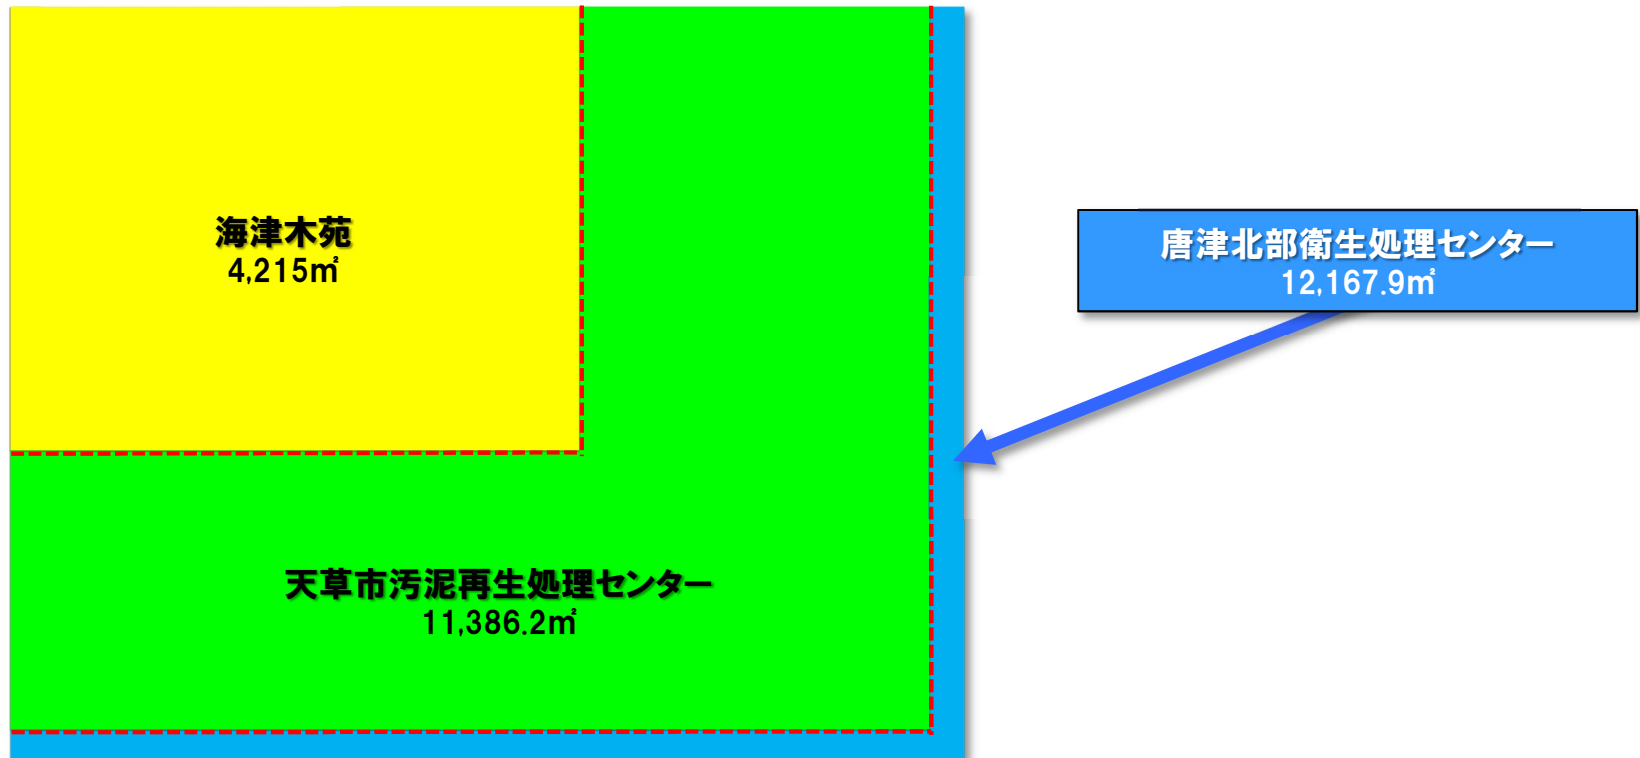 海津木苑
4,215㎡
唐津北部衛生処理センター
12,167.9㎡
天草市汚泥再生処理センター
11,386.2㎡